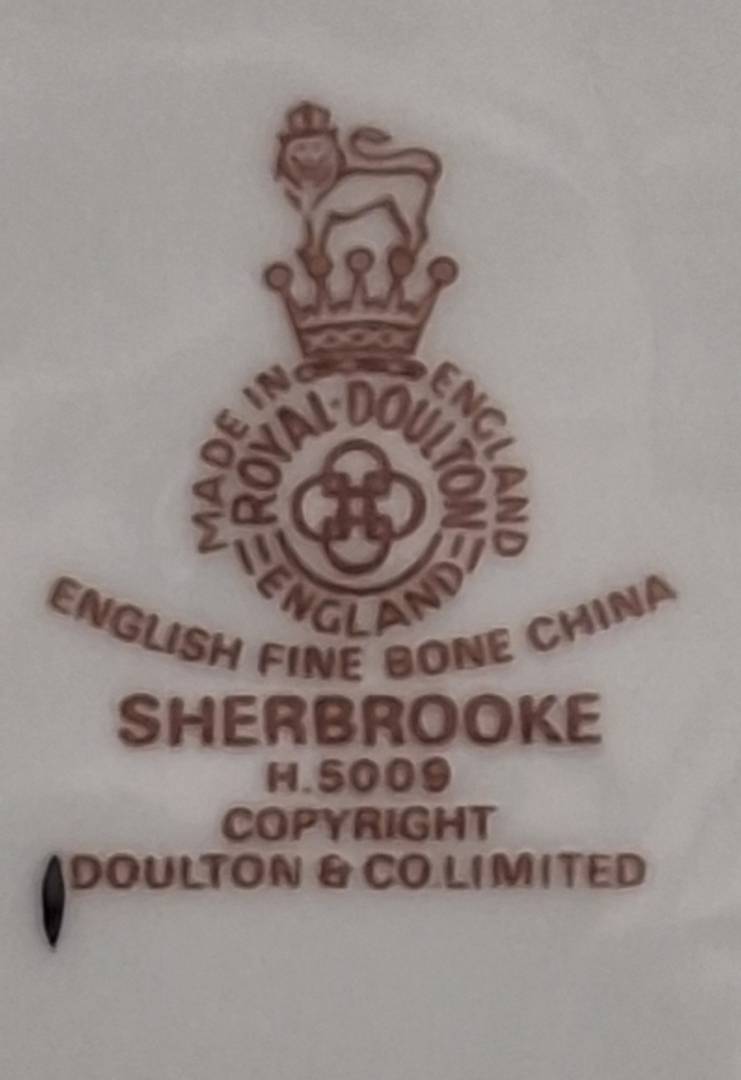 MADE IN ENGLAND
ROYAL·DOULTON
ENGLAND
ENGLISH FINE BONE CHINA
SHERBROOKE
H.5009
COPYRIGHT
DOULTON & CO.LIMITED